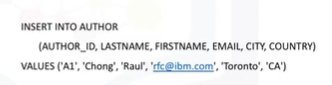 INSERT INTO AUTHOR
(AUTHOR_ID, LASTNAME, FIRSTNAME, EMAIL, CITY, COUNTRY)
VALUES ('A1', 'Chong', 'Raul', 'rfc@ibm.com', 'Toronto', 'CA')